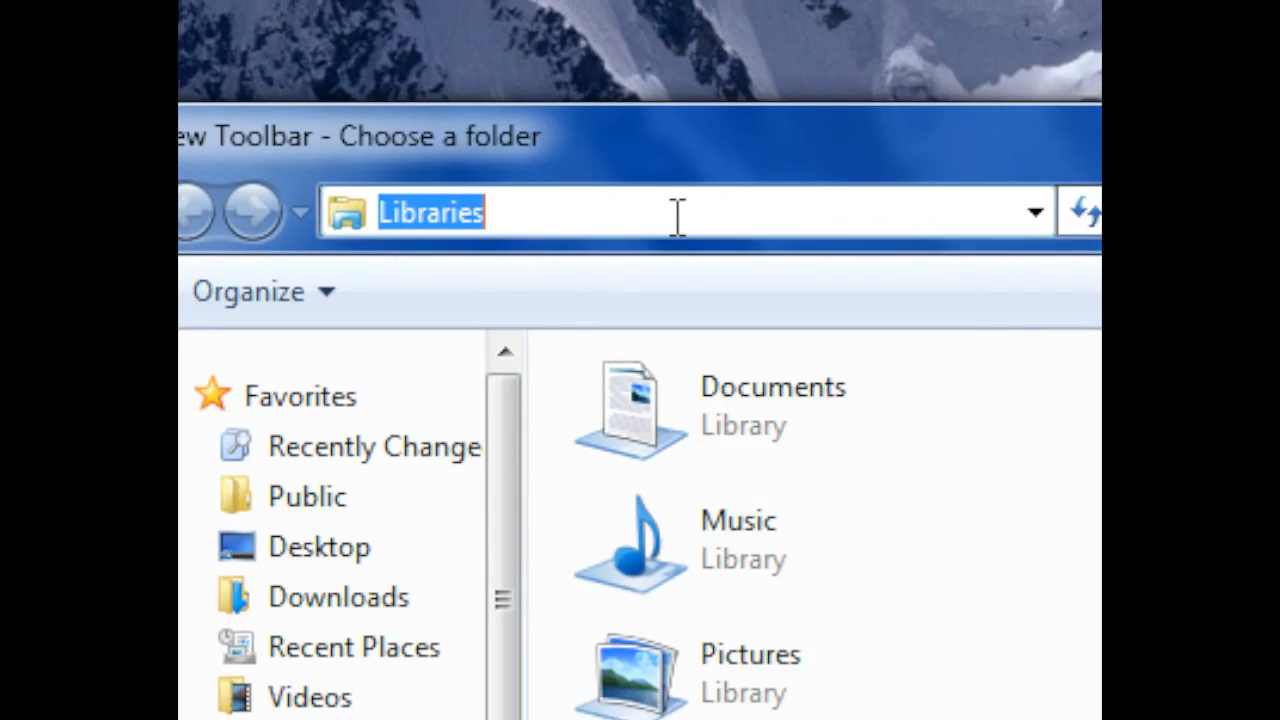 ew Toolbar - Choose a folder
Libraries
Organize
Favorites
Recently Change
Public
Desktop
Downloads
Recent Places
Videos
Documents
Library
Music
Library
Pictures
Library